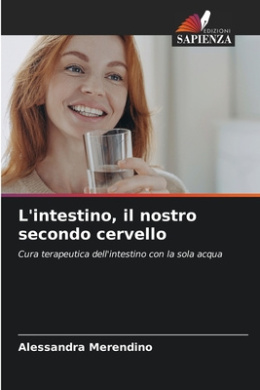 EDIZIONI
SAPIENZA
L'intestino, il nostro
secondo cervello
Cura terapeutica dell'intestino con la sola acqua
Alessandra Merendino